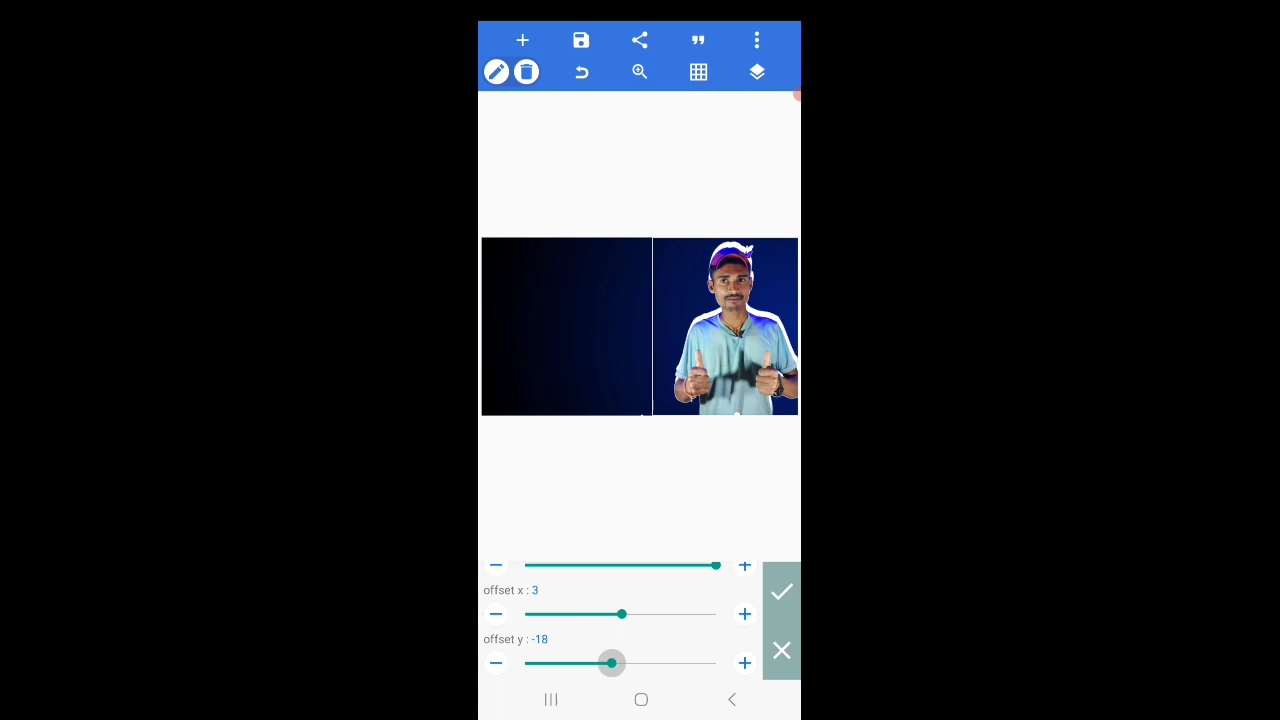 offset x : 3
offset y : -18